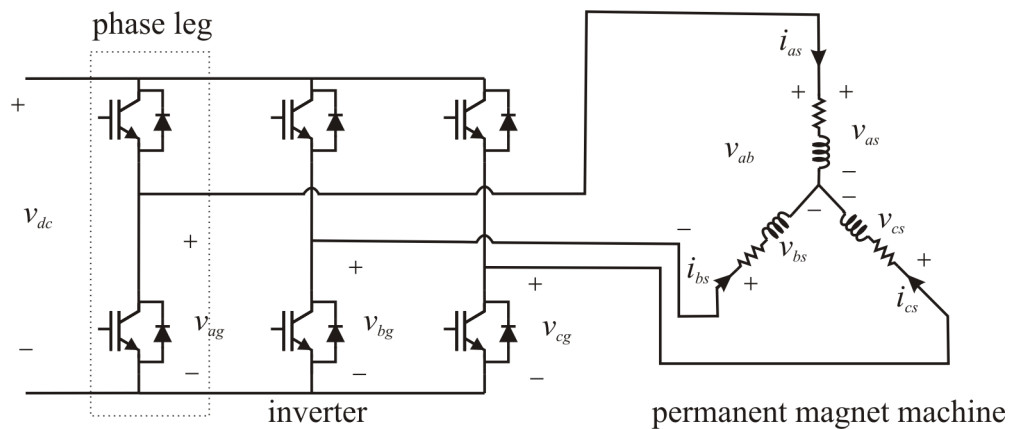 phase leg
i_as
+
+ +
v_ab
v_as
−
−
v_dc
+
−
−
v_cs
v_bs
+
+
i_bs
+
+
i_cs
v_ag
v_bg
v_cg
−
−
−
−
inverter
permanent magnet machine